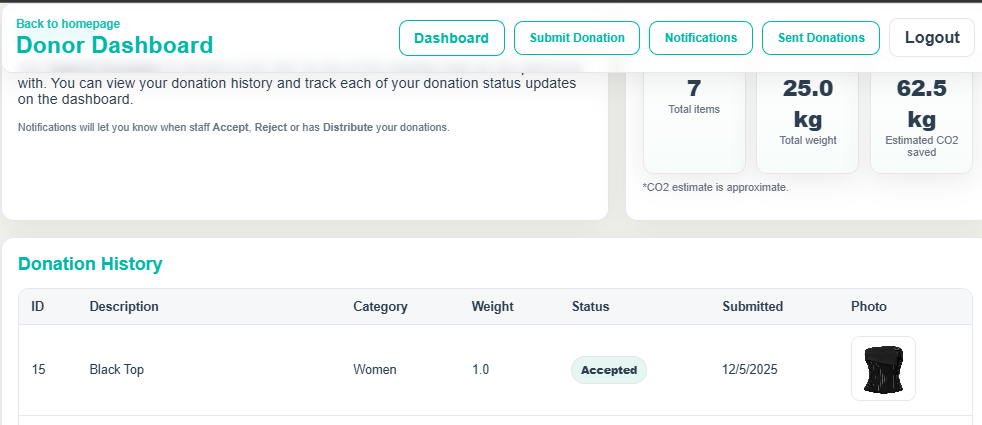 Back to homepage
Donor Dashboard
Dashboard
Submit Donation
Notifications
Sent Donations
Logout
with. You can view your donation history and track each of your donation status updates
on the dashboard.
Notifications will let you know when staff Accept, Reject or has Distribute your donations.
7
Total items
25.0
kg
Total weight
62.5
kg
Estimated CO2
saved
*CO2 estimate is approximate.
Donation History
ID Description Category Weight Status Submitted Photo
15 Black Top Women 1.0 Accepted 12/5/2025